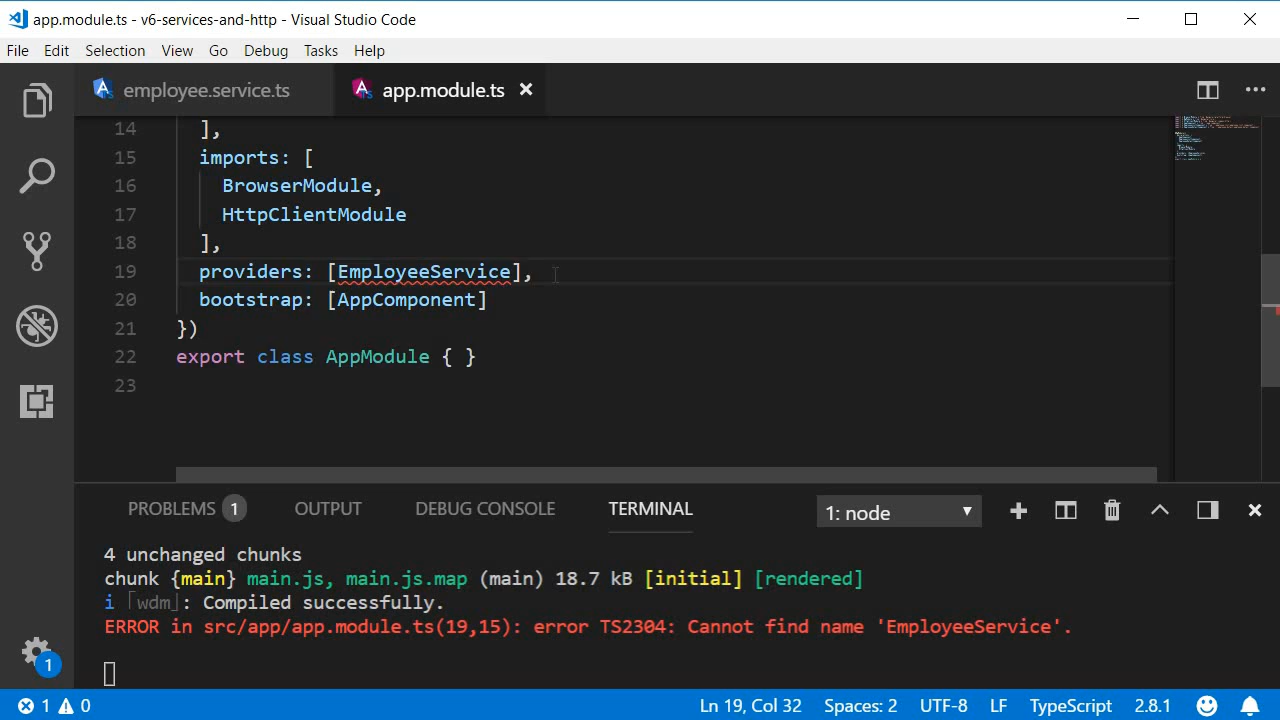 app.module.ts - v6-services-and-http - Visual Studio Code
File Edit Selection View Go Debug Tasks Help
employee.service.ts app.module.ts
14 ],
15 imports: [
16 BrowserModule,
17 HttpClientModule
18 ],
19 providers: [EmployeeService],
20 bootstrap: [AppComponent]
21 })
22 export class AppModule { }
23
PROBLEMS 1 OUTPUT DEBUG CONSOLE TERMINAL 1: node
4 unchanged chunks
chunk {main} main.js, main.js.map (main) 18.7 kB [initial] [rendered]
i ｢wdm｣: Compiled successfully.
ERROR in src/app/app.module.ts(19,15): error TS2304: Cannot find name 'EmployeeService'.
1
1 0 Ln 19, Col 32 Spaces: 2 UTF-8 LF TypeScript 2.8.1